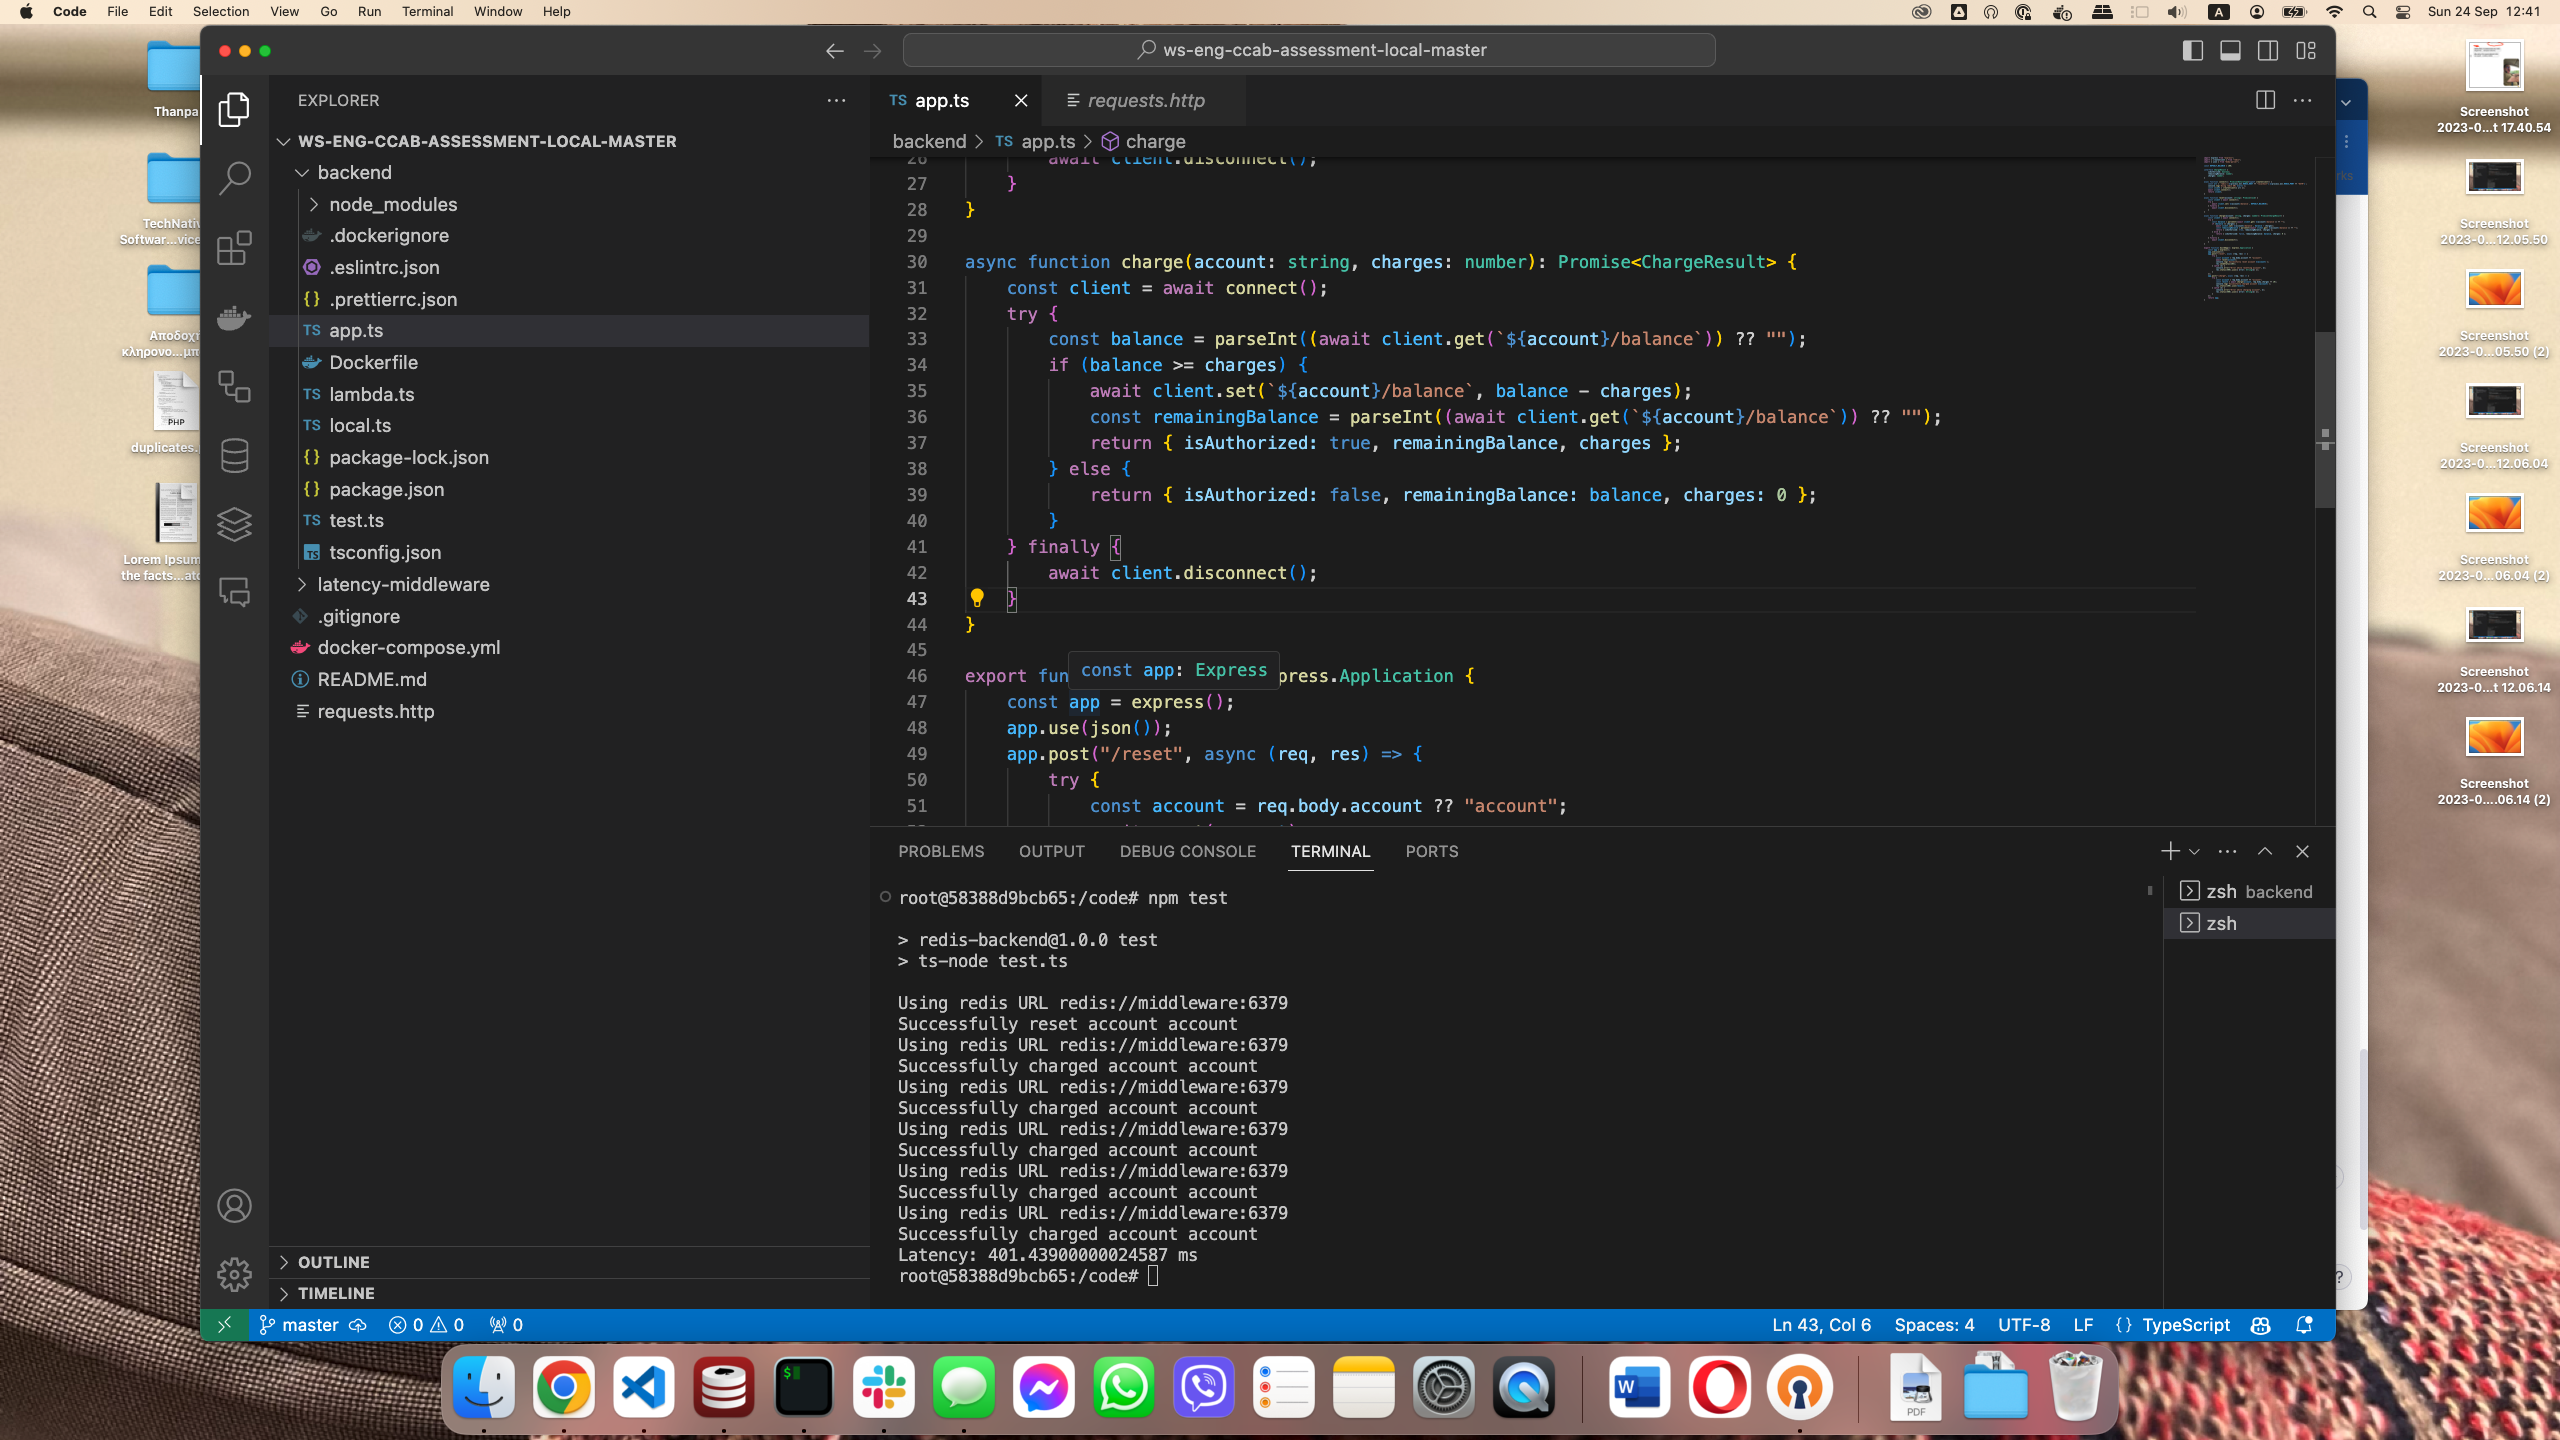 Code File Edit Selection View Go Run Terminal Window Help
A
Sun 24 Sep 12:41
ws-eng-ccab-assessment-local-master
Thanpa
TechNativ
Softwar...vice
Αποδοχή
κληρονο...μπ
PHP
duplicates.
Lorem Ipsum
the facts...ato
EXPLORER
WS-ENG-CCAB-ASSESSMENT-LOCAL-MASTER
backend
node_modules
.dockerignore
.eslintrc.json
{} .prettierrc.json
TS app.ts
Dockerfile
TS lambda.ts
TS local.ts
{} package-lock.json
{} package.json
TS test.ts
TS tsconfig.json
latency-middleware
.gitignore
docker-compose.yml
README.md
requests.http
OUTLINE
TIMELINE
TS app.ts
requests.http
backend > TS app.ts > charge
26 await client.disconnect();
27 }
28 }
29
30 async function charge(account: string, charges: number): Promise<ChargeResult> {
31 const client = await connect();
32 try {
33 const balance = parseInt((await client.get(`${account}/balance`)) ?? "");
34 if (balance >= charges) {
35 await client.set(`${account}/balance`, balance - charges);
36 const remainingBalance = parseInt((await client.get(`${account}/balance`)) ?? "");
37 return { isAuthorized: true, remainingBalance, charges };
38 } else {
39 return { isAuthorized: false, remainingBalance: balance, charges: 0 };
40 }
41 } finally {
42 await client.disconnect();
43 }
44 }
45
const app: Express
46 export fun press.Application {
47 const app = express();
48 app.use(json());
49 app.post("/reset", async (req, res) => {
50 try {
51 const account = req.body.account ?? "account";
PROBLEMS OUTPUT DEBUG CONSOLE TERMINAL PORTS
root@58388d9bcb65:/code# npm test
> redis-backend@1.0.0 test
> ts-node test.ts
Using redis URL redis://middleware:6379
Successfully reset account account
Using redis URL redis://middleware:6379
Successfully charged account account
Using redis URL redis://middleware:6379
Successfully charged account account
Using redis URL redis://middleware:6379
Successfully charged account account
Using redis URL redis://middleware:6379
Successfully charged account account
Using redis URL redis://middleware:6379
Successfully charged account account
Latency: 401.43900000024587 ms
root@58388d9bcb65:/code#
zsh backend
zsh
master 0 0 0
Ln 43, Col 6 Spaces: 4 UTF-8 LF {} TypeScript
rks
?
Screenshot
2023-0...t 17.40.54
Screenshot
2023-0...12.05.50
Screenshot
2023-0...05.50 (2)
Screenshot
2023-0...12.06.04
Screenshot
2023-0...06.04 (2)
Screenshot
2023-0...t 12.06.14
Screenshot
2023-0....06.14 (2)
$
W
PDF